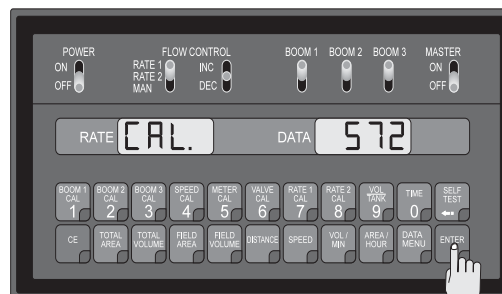 POWER FLOW CONTROL BOOM 1 BOOM 2 BOOM 3 MASTER
ON RATE 1 INC ON
RATE 2
OFF MAN DEC OFF
RATE CAL. DATA 572
BOOM 1 CAL 1 BOOM 2 CAL 2 BOOM 3 CAL 3 SPEED CAL 4 METER CAL 5 VALVE CAL 6 RATE 1 CAL 7 RATE 2 CAL 8 VOL TANK 9 TIME 0 SELF TEST
CE TOTAL AREA TOTAL VOLUME FIELD AREA FIELD VOLUME DISTANCE SPEED VOL / MIN AREA / HOUR DATA MENU ENTER